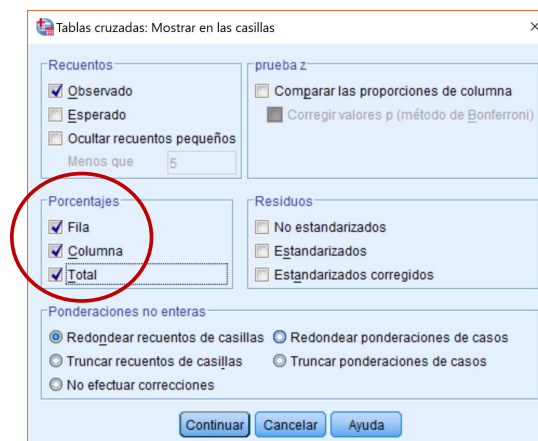 Tablas cruzadas: Mostrar en las casillas
Recuentos
Observado
Esperado
Ocultar recuentos pequeños
Menos que 5
prueba z
Comparar las proporciones de columna
Corregir valores p (método de Bonferroni)
Porcentajes
Fila
Columna
Total
Residuos
No estandarizados
Estandarizados
Estandarizados corregidos
Ponderaciones no enteras
Redondear recuentos de casillas Redondear ponderaciones de casos
Truncar recuentos de casillas Truncar ponderaciones de casos
No efectuar correcciones
Continuar Cancelar Ayuda